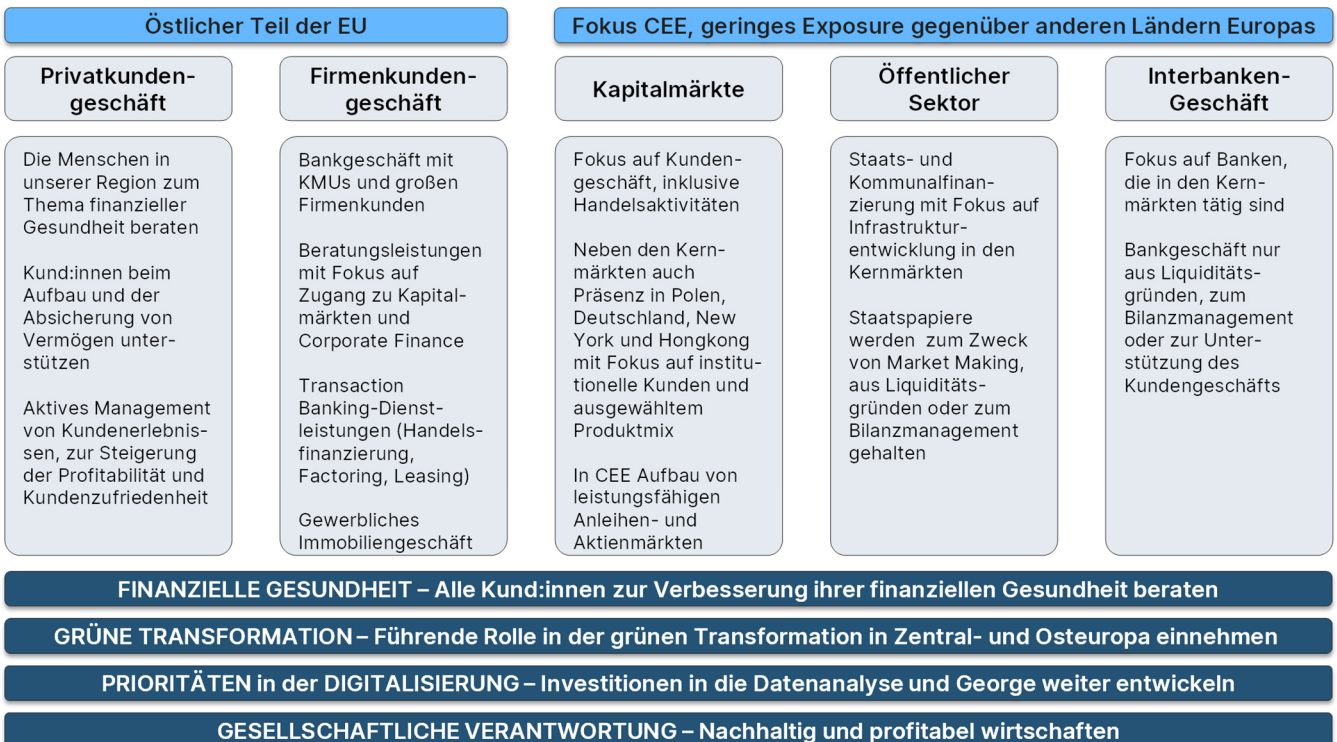 Östlicher Teil der EU
Fokus CEE, geringes Exposure gegenüber anderen Ländern Europas
Privatkunden-
geschäft
Die Menschen in
unserer Region zum
Thema finanzieller
Gesundheit beraten
Kund:innen beim
Aufbau und der
Absicherung von
Vermögen unter-
stützen
Aktives Management
von Kundenerlebnis-
sen, zur Steigerung
der Profitabilität und
Kundenzufriedenheit
Firmenkunden-
geschäft
Bankgeschäft mit
KMUs und großen
Firmenkunden
Beratungsleistungen
mit Fokus auf
Zugang zu Kapital-
märkten und
Corporate Finance
Transaction
Banking-Dienst-
leistungen (Handels-
finanzierung,
Factoring, Leasing)
Gewerbliches
Immobiliengeschäft
Kapitalmärkte
Fokus auf Kunden-
geschäft, inklusive
Handelsaktivitäten
Neben den Kern-
märkten auch
Präsenz in Polen,
Deutschland, New
York und Hongkong
mit Fokus auf institu-
tionelle Kunden und
ausgewähltem
Produktmix
In CEE Aufbau von
leistungsfähigen
Anleihen- und
Aktienmärkten
Öffentlicher
Sektor
Staats- und
Kommunalfinan-
zierung mit Fokus auf
Infrastruktur-
entwicklung in den
Kernmärkten
Staatspapiere
werden  zum Zweck
von Market Making,
aus Liquiditäts-
gründen oder zum
Bilanzmanagement
gehalten
Interbanken-
Geschäft
Fokus auf Banken,
die in den Kern-
märkten tätig sind
Bankgeschäft nur
aus Liquiditäts-
gründen, zum
Bilanzmanagement
oder zur Unter-
stützung des
Kundengeschäfts
FINANZIELLE GESUNDHEIT – Alle Kund:innen zur Verbesserung ihrer finanziellen Gesundheit beraten
GRÜNE TRANSFORMATION – Führende Rolle in der grünen Transformation in Zentral- und Osteuropa einnehmen
PRIORITÄTEN in der DIGITALISIERUNG – Investitionen in die Datenanalyse und George weiter entwickeln
GESELLSCHAFTLICHE VERANTWORTUNG – Nachhaltig und profitabel wirtschaften